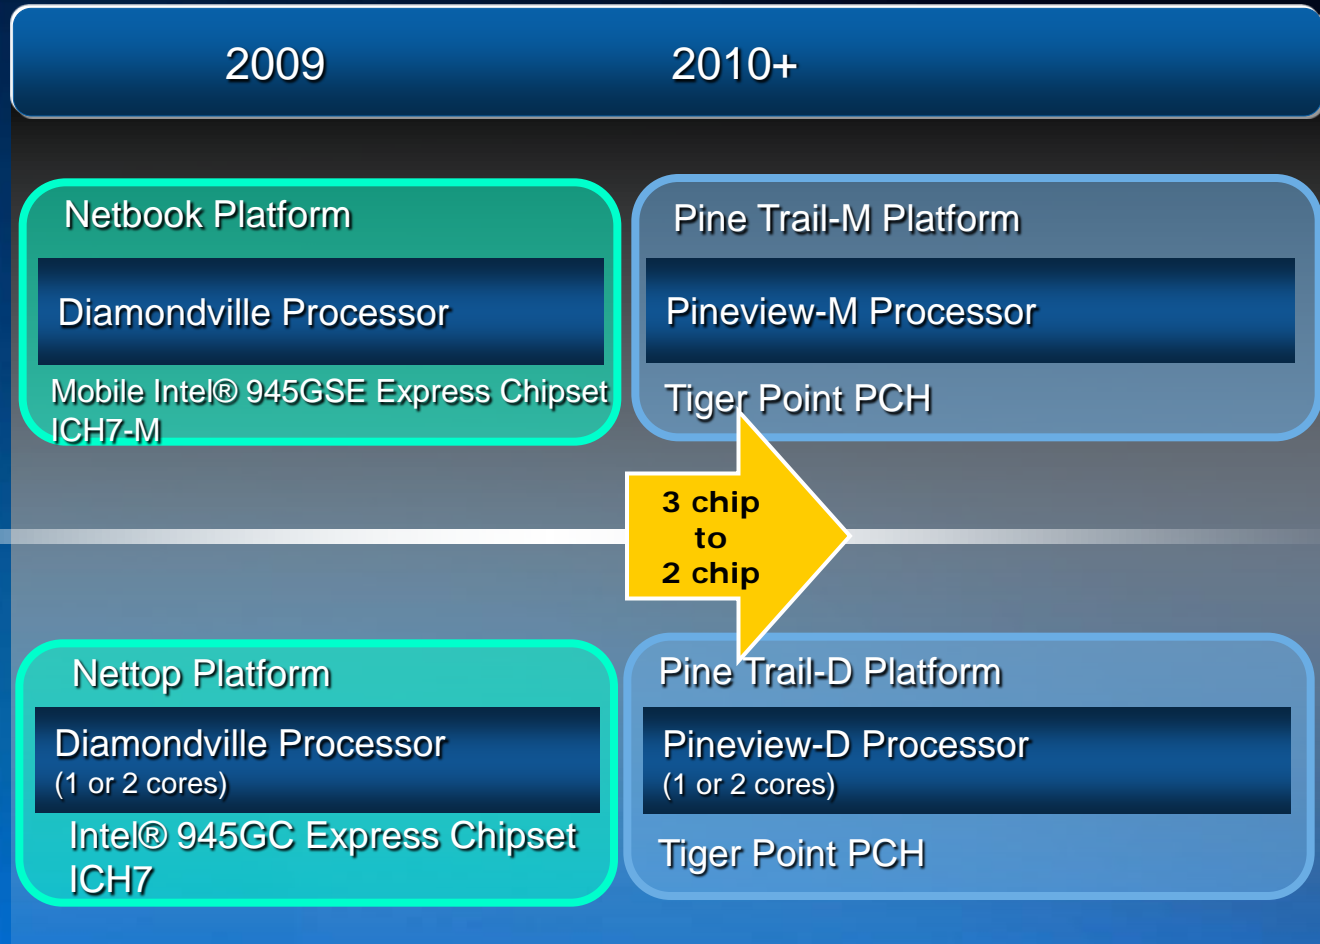 2009
2010+
Netbook Platform
Diamondville Processor
Mobile Intel® 945GSE Express Chipset
ICH7-M
Pine Trail-M Platform
Pineview-M Processor
Tiger Point PCH
3 chip
to
2 chip
Nettop Platform
Diamondville Processor
(1 or 2 cores)
Intel® 945GC Express Chipset
ICH7
Pine Trail-D Platform
Pineview-D Processor
(1 or 2 cores)
Tiger Point PCH